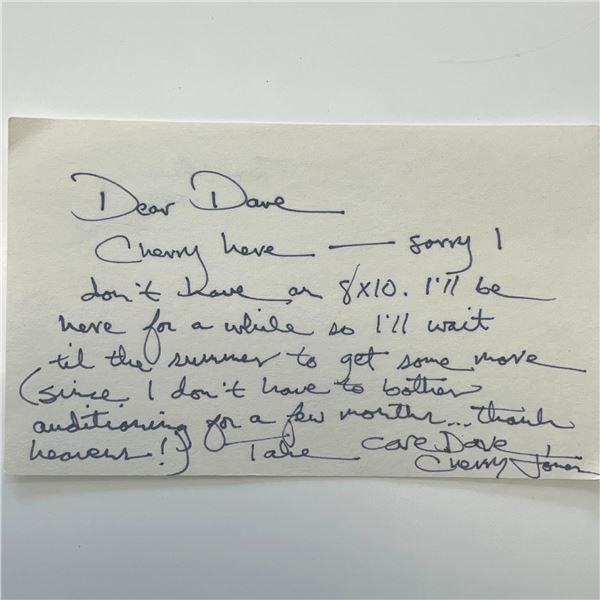 Dear Dave
Cherry here — sorry I
don't have an 8x10. I'll be
here for a while so I'll wait
til the summer to get some more
(since I don't have to bother
auditioning for a few months... thank
heavens!) Take care Dave
Cherry Jones